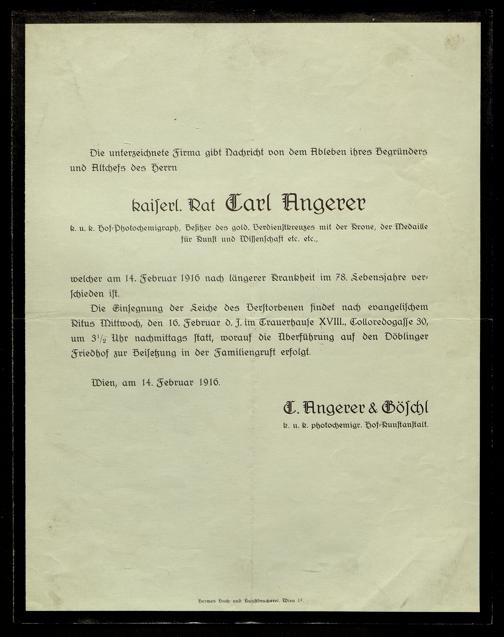 Die unterzeichnete Firma gibt Nachricht von dem Ableben ihres Begründers
und Altchefs des Herrn
kaiserl. Rat Carl Angerer
k. u. k. Hof-Photochemigraph, Besitzer des gold. Verdienstkreuzes mit der Krone, der Medaille
für Kunst und Wissenschaft etc. etc.,
welcher am 14. Februar 1916 nach längerer Krankheit im 78. Lebensjahre ver-
schieden ist.
Die Einsegnung der Leiche des Verstorbenen findet nach evangelischem
Ritus Mittwoch, den 16. Februar d. J. im Trauerhause XVIII., Colloredogasse 30,
um 3½ Uhr nachmittags statt, worauf die Überführung auf den Döblinger
Friedhof zur Beisetzung in der Familiengruft erfolgt.
Wien, am 14. Februar 1916.
C. Angerer & Göschl
k. u. k. photochemigr. Hof-Kunstanstalt.
Buch- und Kunstdruckerei, Wien